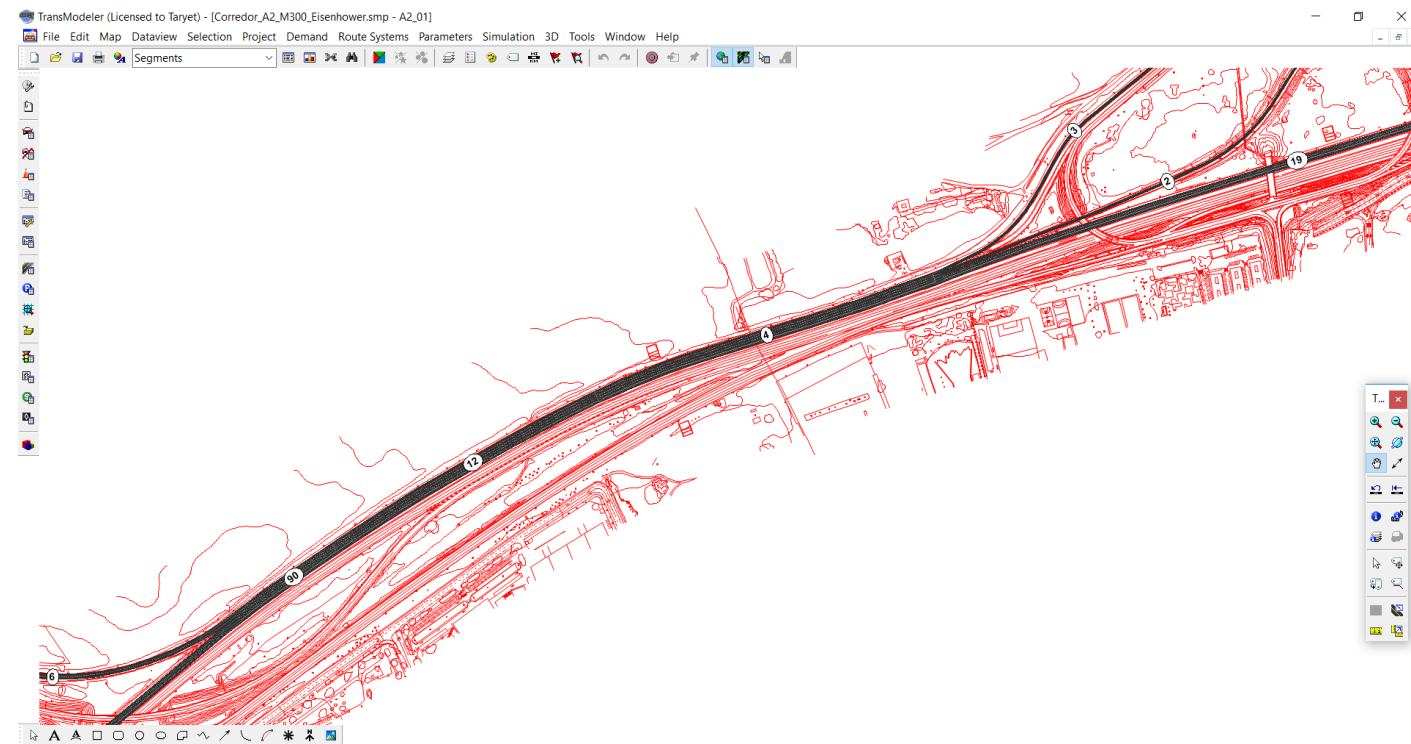 TransModeler (Licensed to Taryet) - [Corredor_A2_M300_Eisenhower.smp - A2_01]
File Edit Map Dataview Selection Project Demand Route Systems Parameters Simulation 3D Tools Window Help
Segments
3
19
2
4
T...
12
90
6